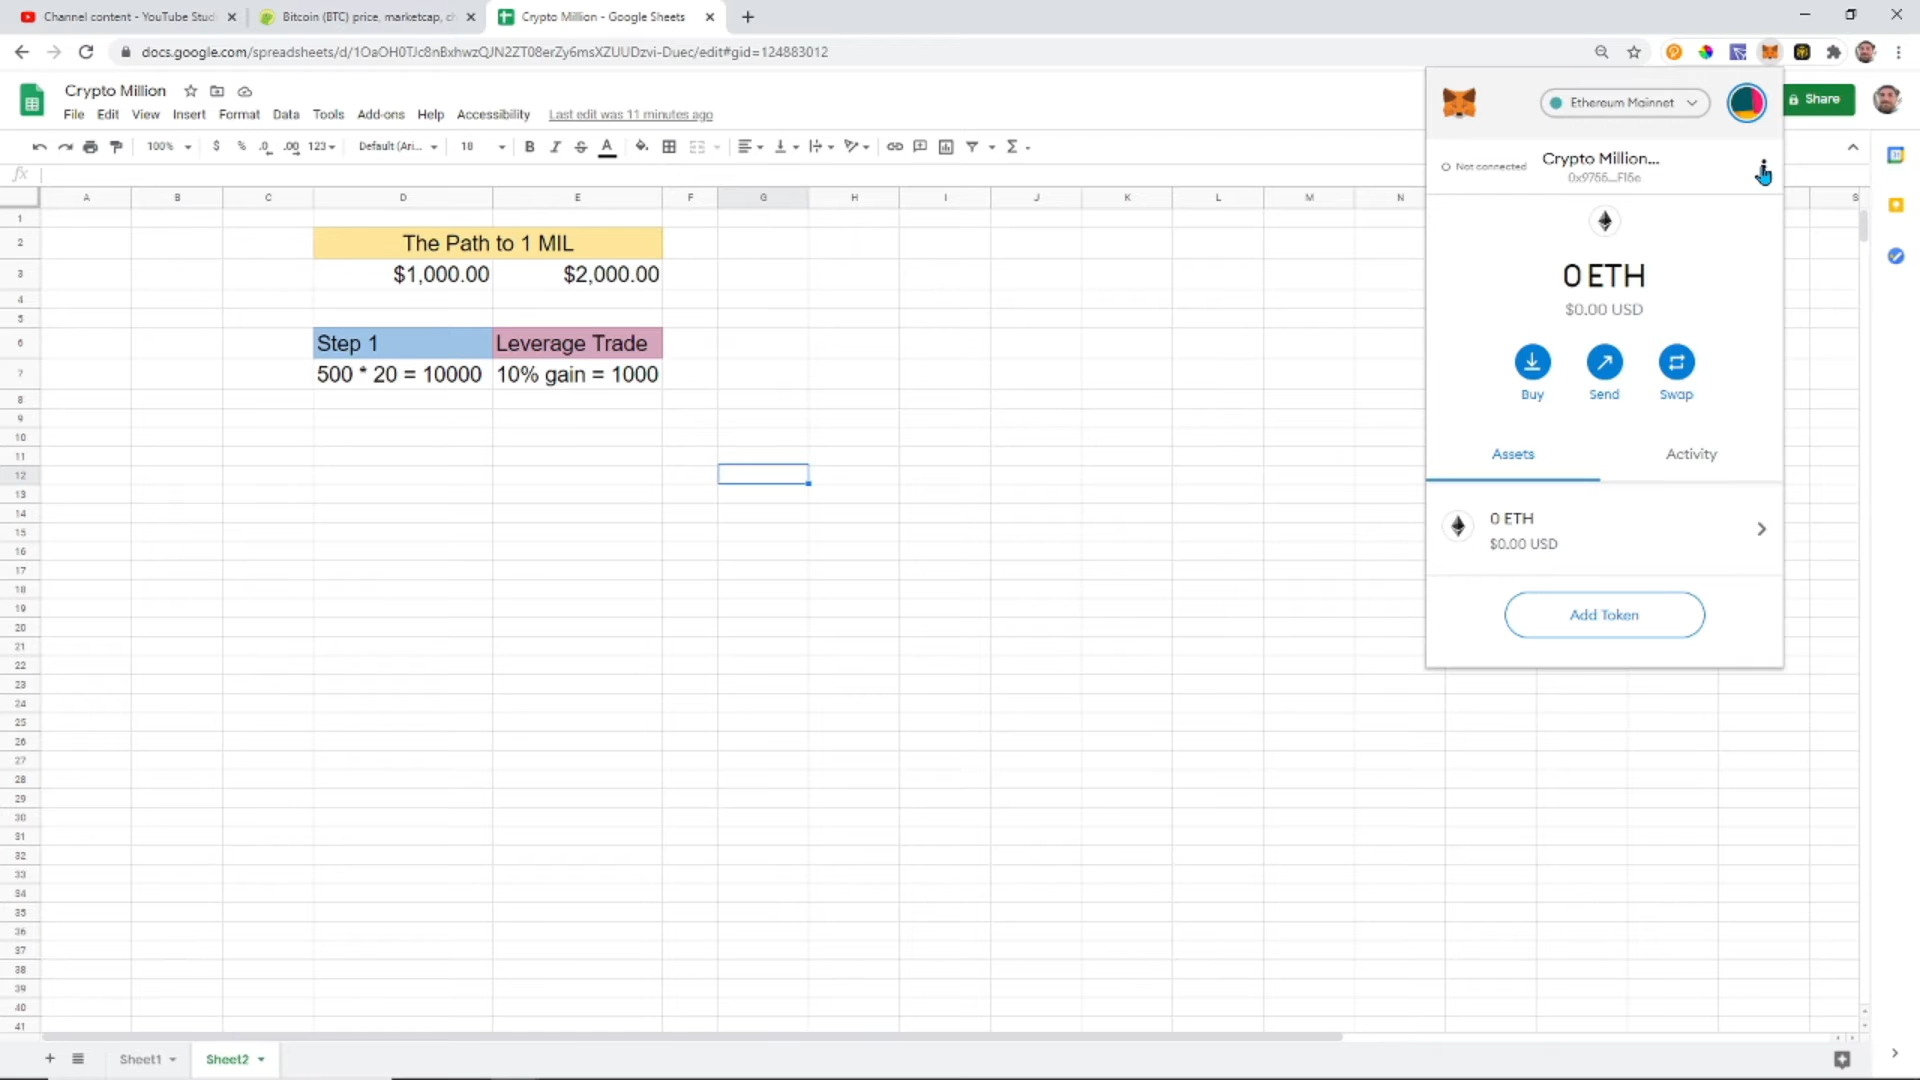 Channel content - YouTube Stud
Bitcoin (BTC) price, marketcap, ch
Crypto Million - Google Sheets
docs.google.com/spreadsheets/d/1OaOH0TJc8nBxhwzQJN2ZT08erZy6msXZUUDzvi-Duec/edit#gid=124883012
Crypto Million
File Edit View Insert Format Data Tools Add-ons Help Accessibility Last edit was 11 minutes ago
Share
100% $ % .0 .00 123 Default (Ari... 18 B I S A
fx
A B C D E F G H I J K L M N S
1
2 The Path to 1 MIL
3 $1,000.00 $2,000.00
4
5
6 Step 1 Leverage Trade
7 500 * 20 = 10000 10% gain = 1000
8
9
10
11
12
13
14
15
16
17
18
19
20
21
22
23
24
25
26
27
28
29
30
31
32
33
34
35
36
37
38
39
40
41
Sheet1 Sheet2
Ethereum Mainnet
Not connected
Crypto Million...
0x9755...F15c
0 ETH
$0.00 USD
Buy Send Swap
Assets Activity
0 ETH
$0.00 USD
Add Token